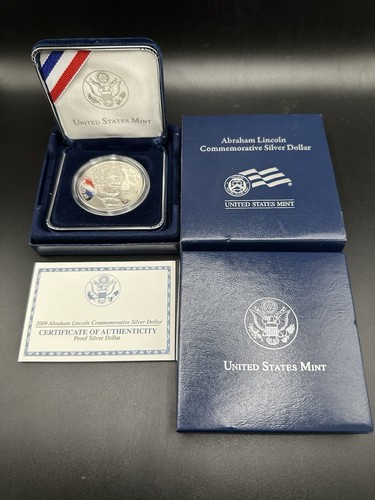 UNITED STATES MINT
Abraham Lincoln
Commemorative Silver Dollar
UNITED STATES MINT
2009 Abraham Lincoln Commemorative Silver Dollar
CERTIFICATE OF AUTHENTICITY
Proof Silver Dollar
UNITED STATES MINT